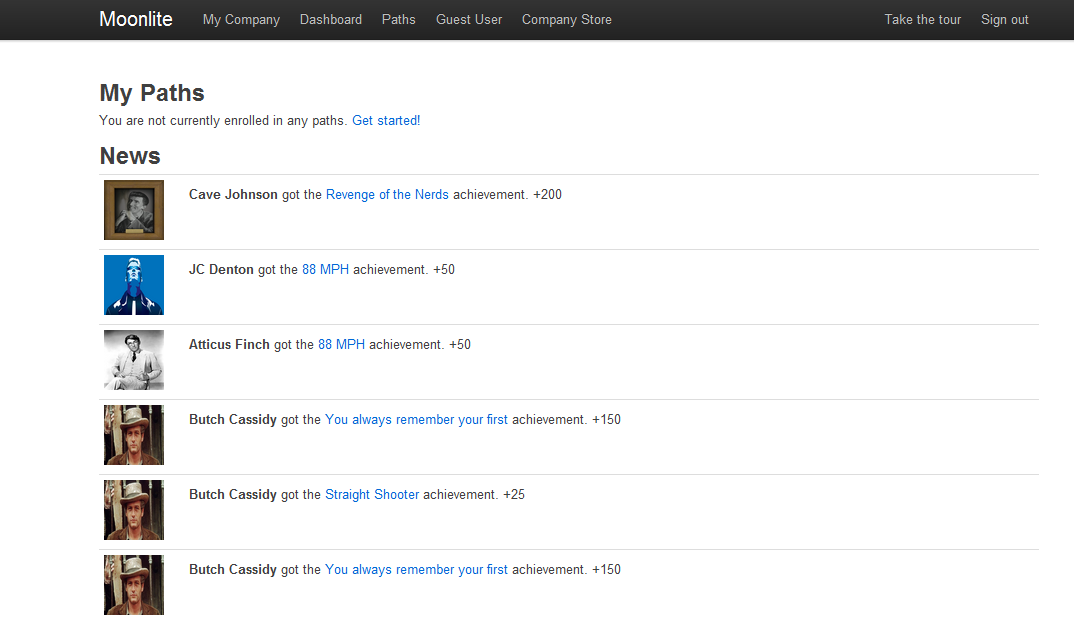 Moonlite My Company Dashboard Paths Guest User Company Store Take the tour Sign out
My Paths
You are not currently enrolled in any paths. Get started!
News
Cave Johnson got the Revenge of the Nerds achievement. +200
JC Denton got the 88 MPH achievement. +50
Atticus Finch got the 88 MPH achievement. +50
Butch Cassidy got the You always remember your first achievement. +150
Butch Cassidy got the Straight Shooter achievement. +25
Butch Cassidy got the You always remember your first achievement. +150